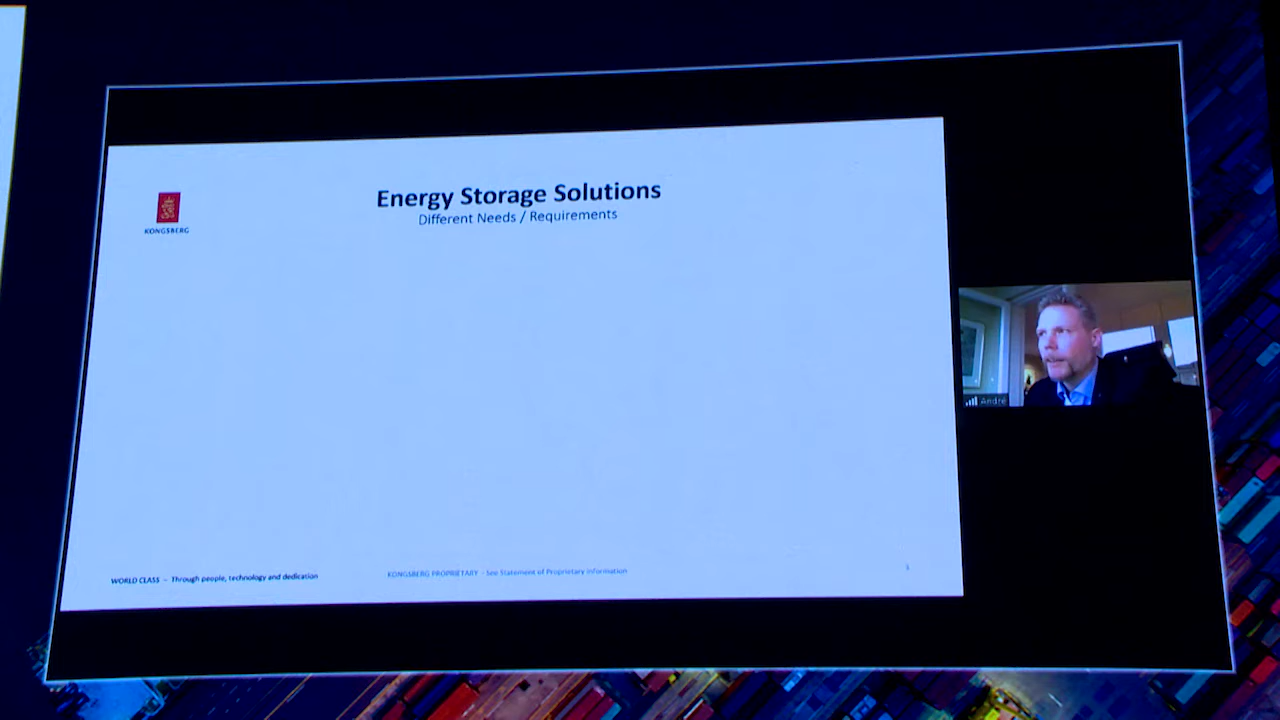 Energy Storage Solutions
Different Needs / Requirements
KONGSBERG
WORLD CLASS – Through people, technology and dedication
KONGSBERG PROPRIETARY - See Statement of Proprietary information
1
André